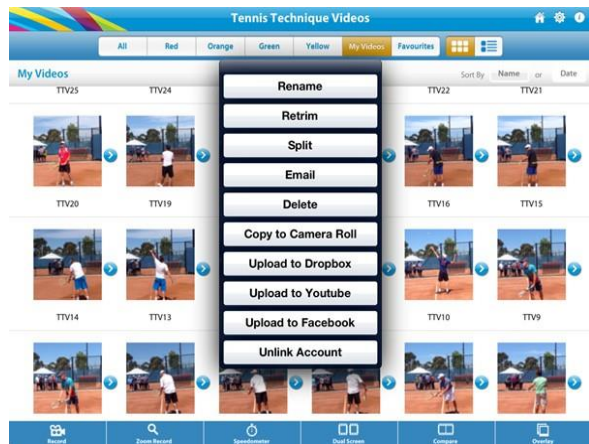 Tennis Technique Videos
All Red Orange Green Yellow My Videos Favourites
My Videos
Sort By Name or Date
TTV25 TTV24 TTV22 TTV21
Rename
Retrim
Split
Email
Delete
Copy to Camera Roll
Upload to Dropbox
Upload to Youtube
Upload to Facebook
Unlink Account
TTV20 TTV19 TTV16 TTV15
TTV14 TTV13 TTV10 TTV9
Record Zoom Record Speedometer Dual Screen Compare Overlay